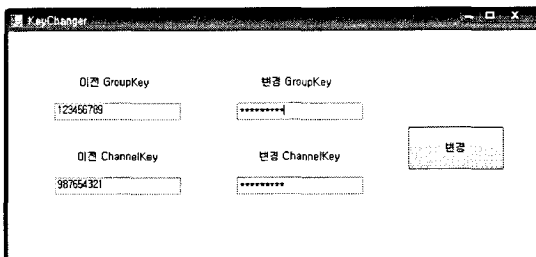 KeyChanger
이전 GroupKey 변경 GroupKey
123456789 *********
변경
이전 ChannelKey 변경 ChannelKey
987654321 *********